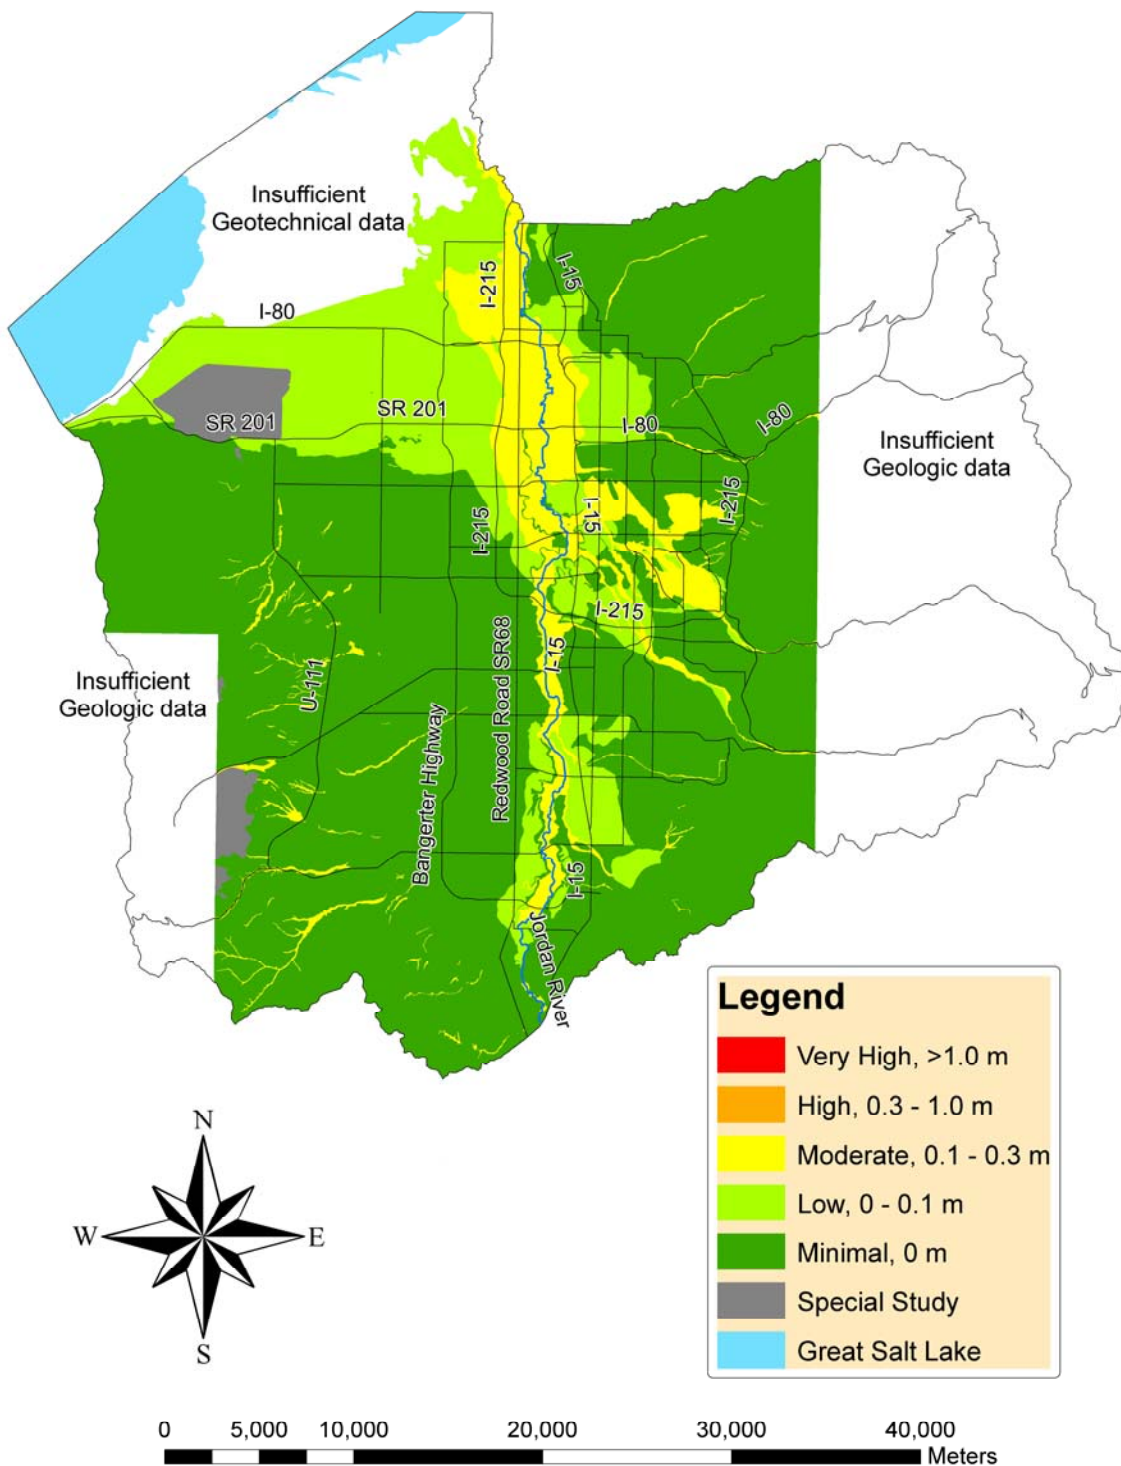 Insufficient
Geotechnical data
I-215
I-15
I-80
SR 201
SR 201
I-80
I-80
Insufficient
Geologic data
I-215
I-15
I-215
I-215
Insufficient
Geologic data
U-111
Redwood Road SR68
I-15
Bangerter Highway
I-15
Jordan River
Legend
Very High, >1.0 m
High, 0.3 - 1.0 m
Moderate, 0.1 - 0.3 m
Low, 0 - 0.1 m
Minimal, 0 m
Special Study
Great Salt Lake
N
W
E
S
0 5,000 10,000 20,000 30,000 40,000
Meters